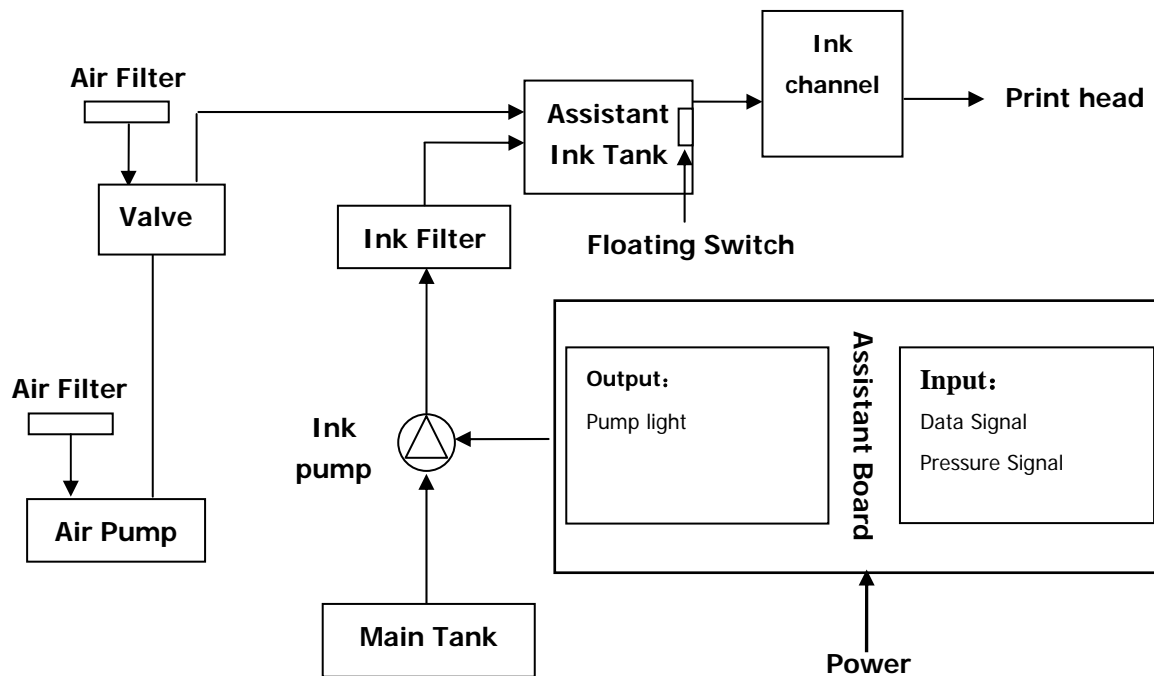 Ink
channel
Air Filter
Print head
Assistant
Ink Tank
Valve
Ink Filter
Floating Switch
Air Filter
Ink
pump
Output：
Pump light
Assistant Board
Input：
Data Signal
Pressure Signal
Air Pump
Main Tank
Power